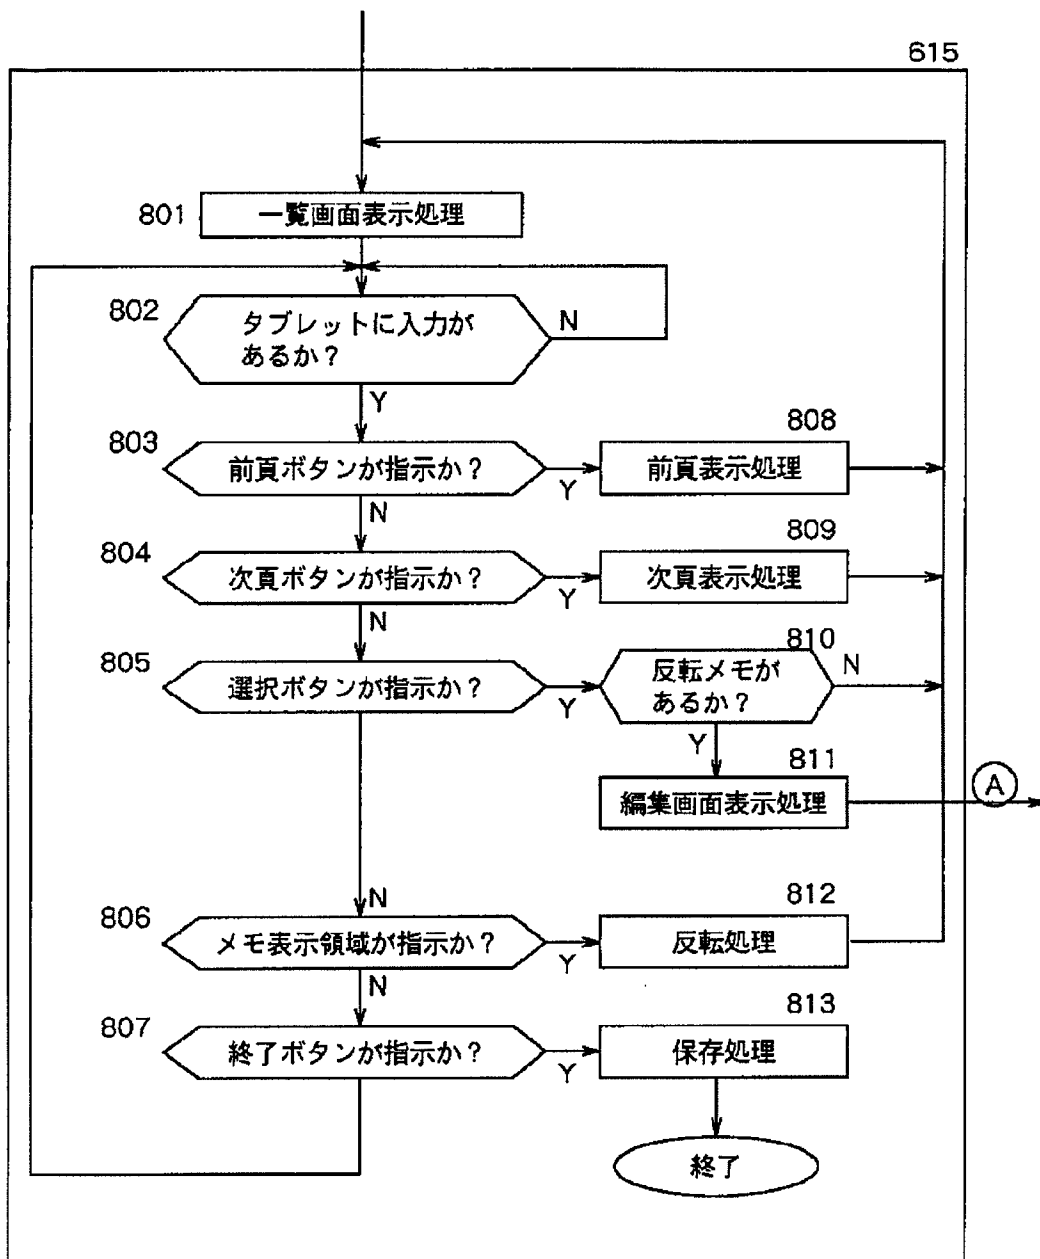 615
801
一覧画面表示処理
802
タブレットに入力が
あるか？
N
Y
803
前頁ボタンが指示か？
Y
808
前頁表示処理
N
804
次頁ボタンが指示か？
Y
809
次頁表示処理
N
805
選択ボタンが指示か？
Y
810
反転メモが
あるか？
N
Y
811
編集画面表示処理
A
N
806
メモ表示領域が指示か？
Y
812
反転処理
N
807
終了ボタンが指示か？
Y
813
保存処理
終了